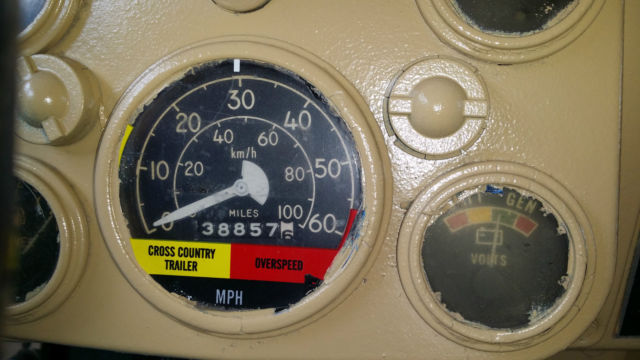 30
20 40
40 60
km/h
10 20 80 50
0 MILES 100 60
38857
CROSS COUNTRY
TRAILER
OVERSPEED
MPH
GEN
VOLTS